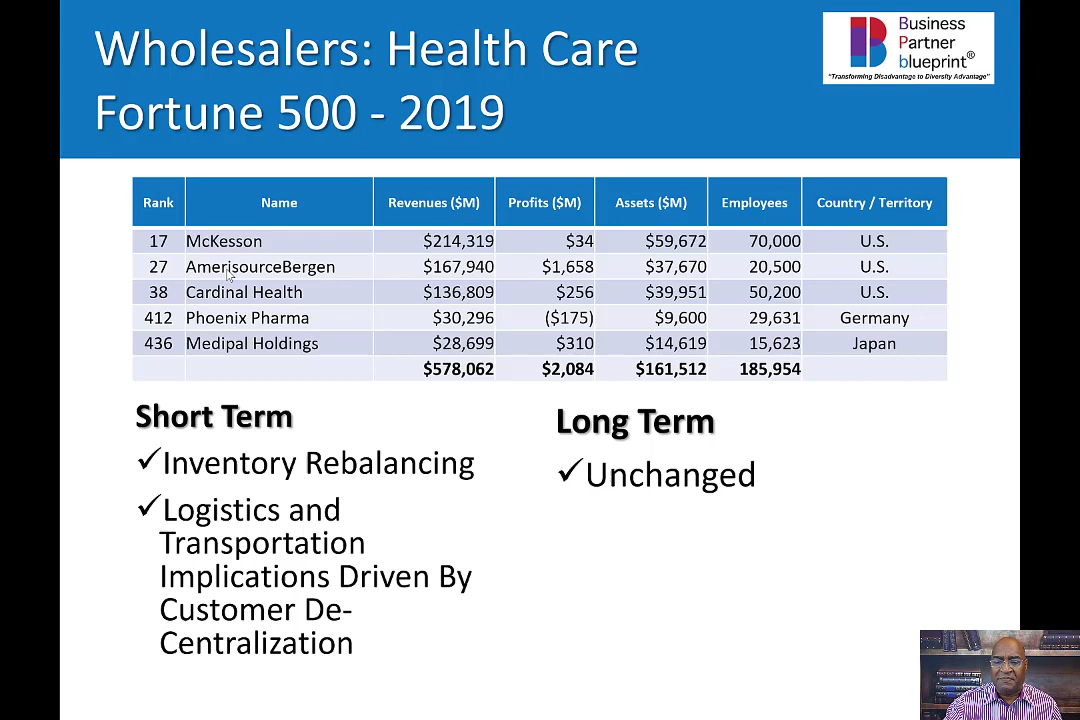 Wholesalers: Health Care
Fortune 500 - 2019
Business
Partner
blueprint®
"Transforming Disadvantage to Diversity Advantage"
Rank Name Revenues ($M) Profits ($M) Assets ($M) Employees Country / Territory
17 McKesson $214,319 $34 $59,672 70,000 U.S.
27 AmerisourceBergen $167,940 $1,658 $37,670 20,500 U.S.
38 Cardinal Health $136,809 $256 $39,951 50,200 U.S.
412 Phoenix Pharma $30,296 ($175) $9,600 29,631 Germany
436 Medipal Holdings $28,699 $310 $14,619 15,623 Japan
$578,062 $2,084 $161,512 185,954
Short Term
✓Inventory Rebalancing
✓Logistics and
Transportation
Implications Driven By
Customer De-
Centralization
Long Term
✓Unchanged